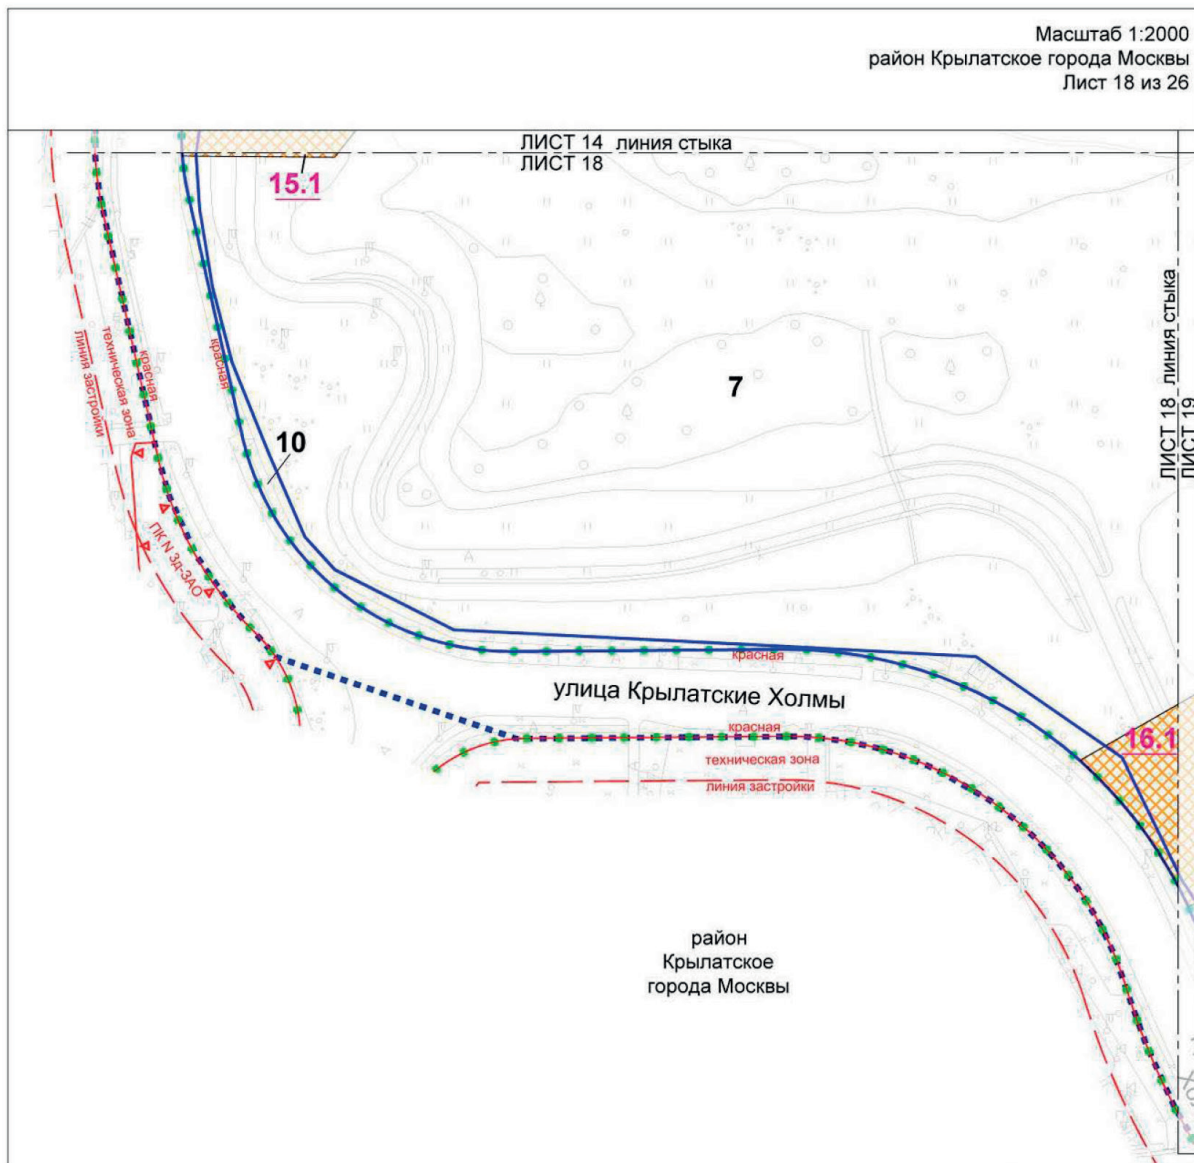 Масштаб 1:2000
район Крылатское города Москвы
Лист 18 из 26
ЛИСТ 14 линия стыка
ЛИСТ 18
15.1
ЛИСТ 18 линия стыка
ЛИСТ 19
линия застройки
техническая зона
красная
красная
7
10
ПК N 3д-ЗАО
красная
улица Крылатские Холмы
красная
16.1
техническая зона
линия застройки
район
Крылатское
города Москвы